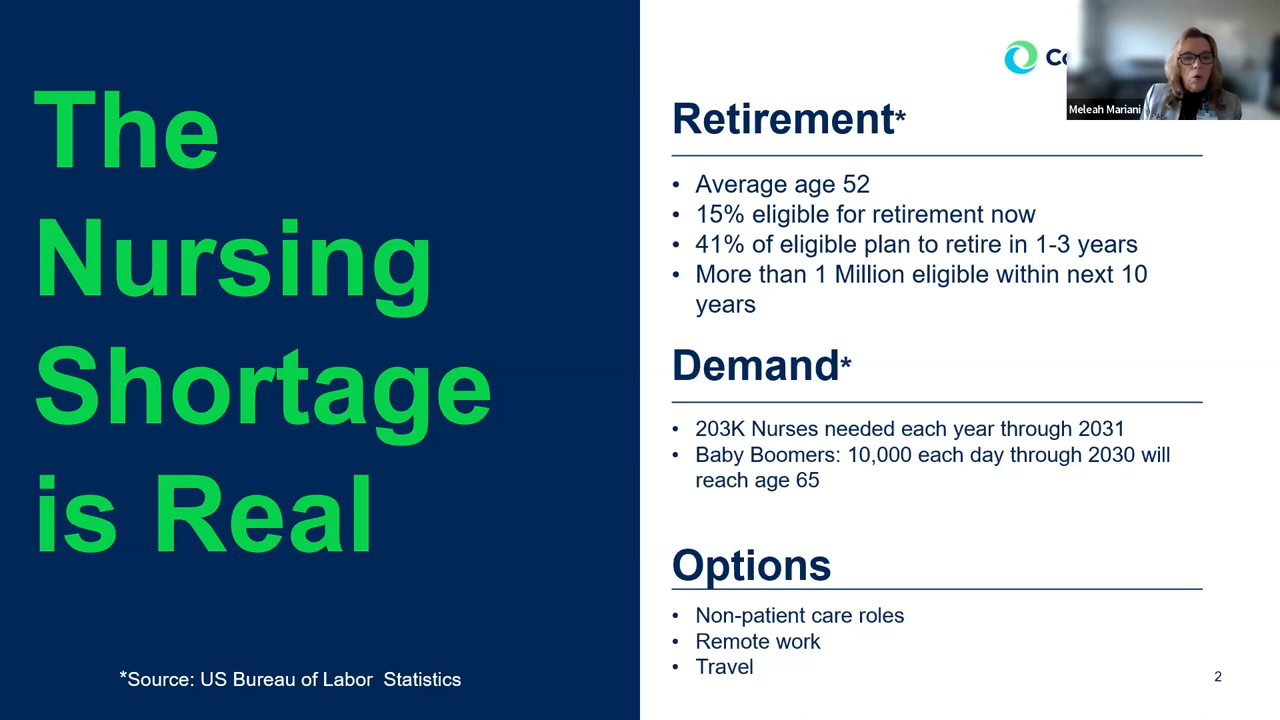 The
Nursing
Shortage
is Real
*Source: US Bureau of Labor Statistics
Retirement*
• Average age 52
• 15% eligible for retirement now
• 41% of eligible plan to retire in 1-3 years
• More than 1 Million eligible within next 10
years
Demand*
• 203K Nurses needed each year through 2031
• Baby Boomers: 10,000 each day through 2030 will
reach age 65
Options
• Non-patient care roles
• Remote work
• Travel
2
Meleah Mariani